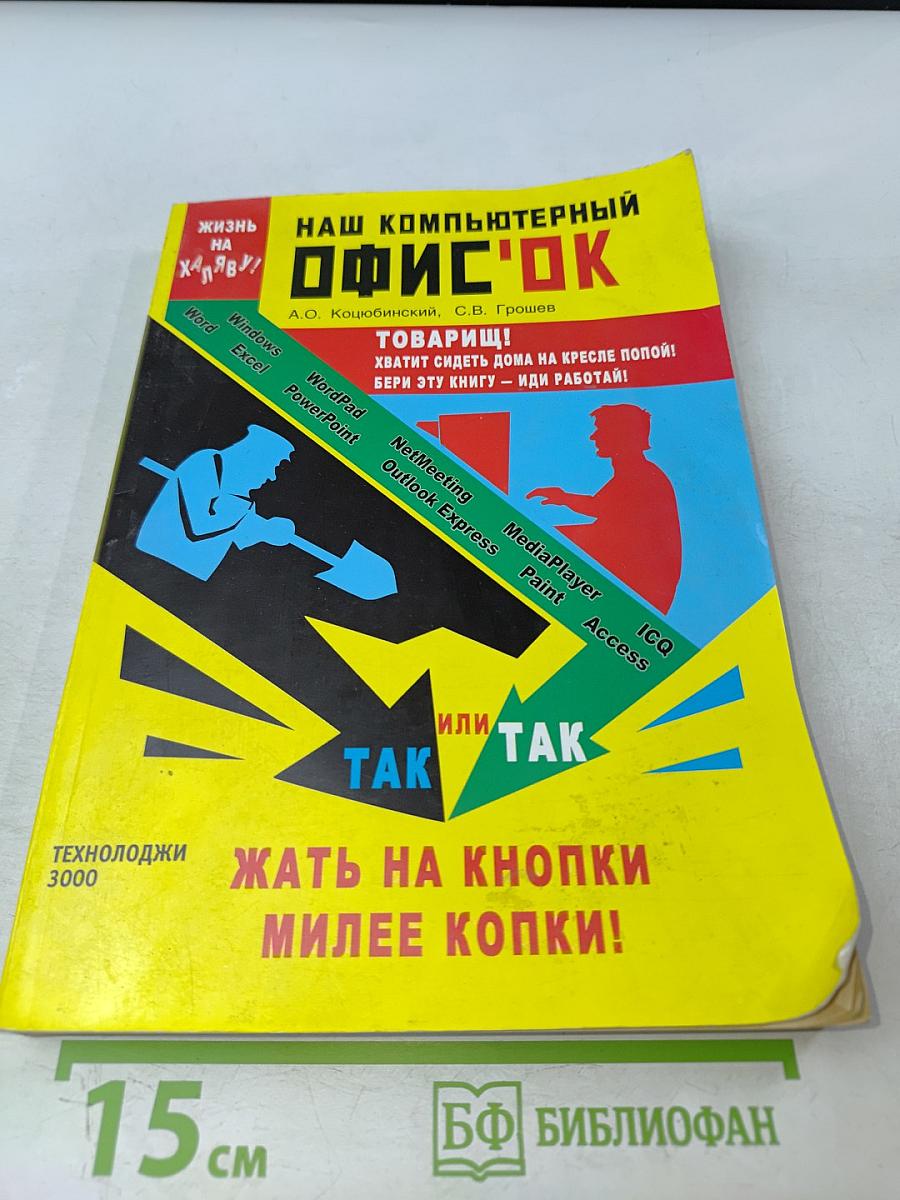 ЖИЗНЬ
НА
ХАЛЯВУ!
НАШ КОМПЬЮТЕРНЫЙ
ОФИС'ОК
А.О. Коцюбинский, С.В. Грошев
ТОВАРИЩ!
ХВАТИТ СИДЕТЬ ДОМА НА КРЕСЛЕ ПОПОЙ!
БЕРИ ЭТУ КНИГУ – ИДИ РАБОТАЙ!
Windows WordPad NetMeeting MediaPlayer ICQ
Word Excel PowerPoint Outlook Express Paint Access
ТАК
ИЛИ
ТАК
ТЕХНОЛОДЖИ
3000
ЖАТЬ НА КНОПКИ
МИЛЕЕ КОПКИ!
15 см
БФ БИБЛИОФАН